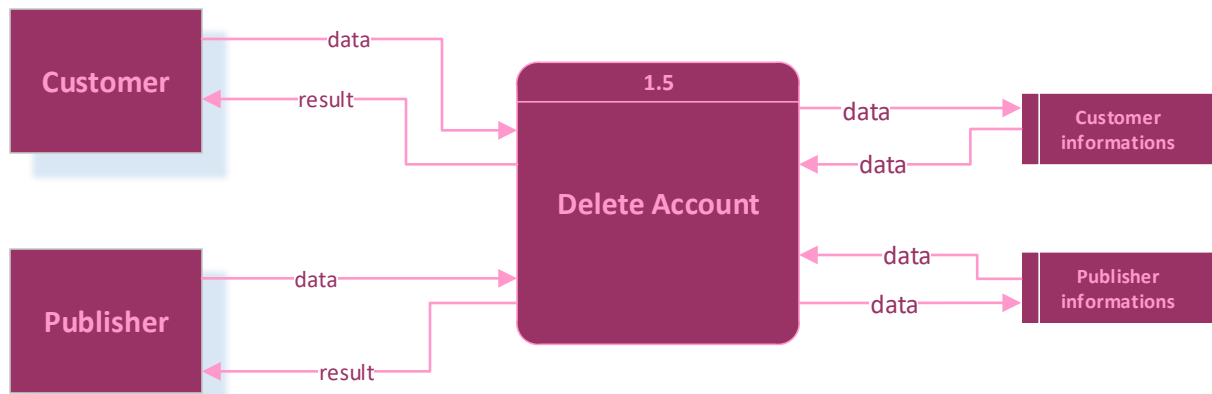 Customer
data
result
1.5
Delete Account
data
data
Customer
informations
Publisher
data
result
data
data
Publisher
informations